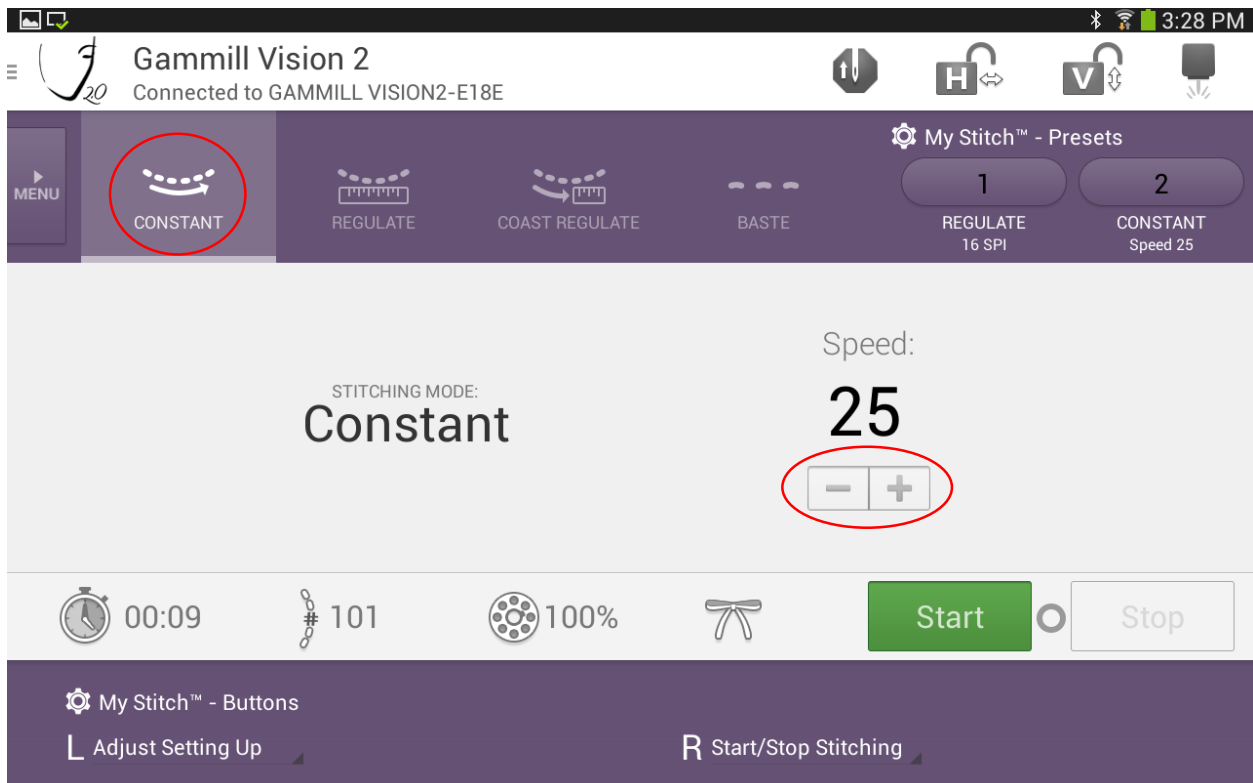 3:28 PM
Gammill Vision 2
Connected to GAMMILL VISION2-E18E
20
H
V
MENU
CONSTANT
REGULATE
COAST REGULATE
BASTE
My Stitch™ - Presets
1
2
REGULATE
16 SPI
CONSTANT
Speed 25
STITCHING MODE:
Constant
Speed:
25
00:09
# 101
100%
Start
Stop
My Stitch™ - Buttons
L Adjust Setting Up
R Start/Stop Stitching